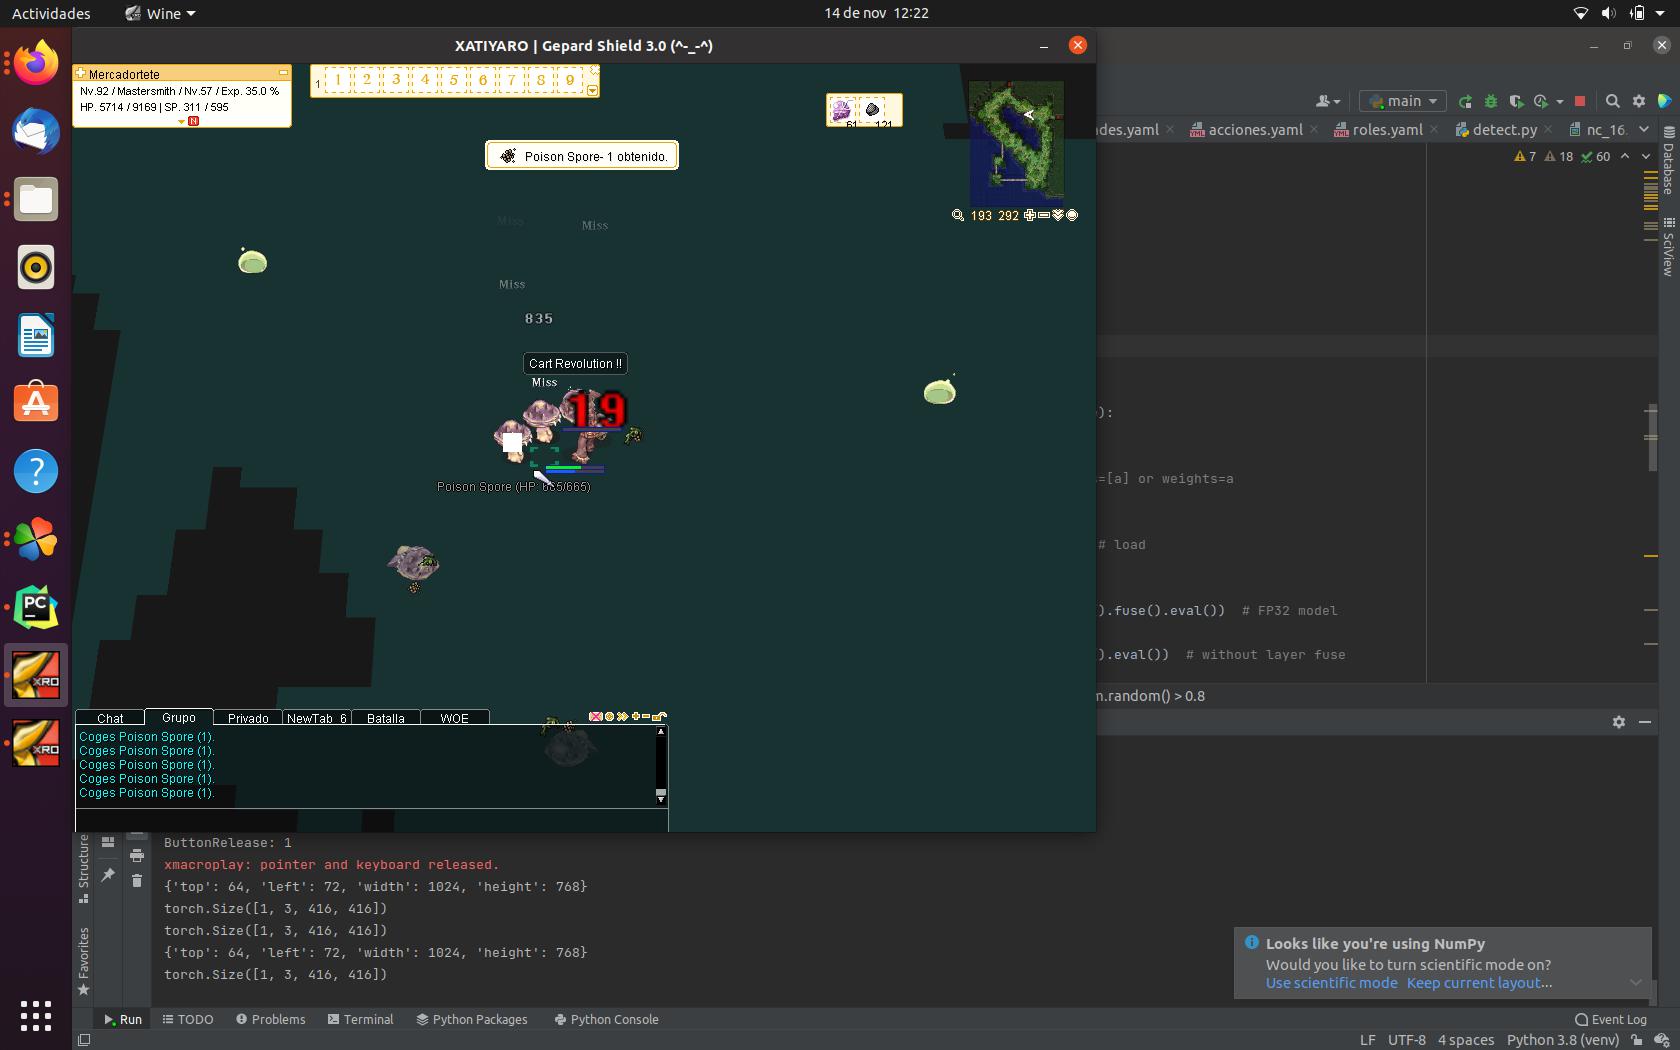 Actividades
Wine
14 de nov 12:22
XATIYARO | Gepard Shield 3.0 (^-_-^)
Mercadortete
Nv.92 / Mastersmith / Nv.57 / Exp. 35.0 %
HP. 5714 / 9169 | SP. 311 / 595
N
1 1 2 3 4 5 6 7 8 9
61 121
Poison Spore- 1 obtenido.
193 292
Miss
Miss
Miss
835
Cart Revolution !!
Miss
19
Poison Spore (HP: 665/665)
Chat Grupo Privado NewTab_6 Batalla WOE
Coges Poison Spore (1).
Coges Poison Spore (1).
Coges Poison Spore (1).
Coges Poison Spore (1).
Coges Poison Spore (1).
PC
XRO
XRO
main
des.yaml acciones.yaml roles.yaml detect.py nc_16.
7 18 60
Database
SciView
):
=[a] or weights=a
# load
).fuse().eval()) # FP32 model
).eval()) # without layer fuse
m.random() > 0.8
Structure
Favorites
ButtonRelease: 1
xmacroplay: pointer and keyboard released.
{'top': 64, 'left': 72, 'width': 1024, 'height': 768}
torch.Size([1, 3, 416, 416])
torch.Size([1, 3, 416, 416])
{'top': 64, 'left': 72, 'width': 1024, 'height': 768}
torch.Size([1, 3, 416, 416])
Looks like you're using NumPy
Would you like to turn scientific mode on?
Use scientific mode Keep current layout...
Run TODO Problems Terminal Python Packages Python Console
Event Log
LF UTF-8 4 spaces Python 3.8 (venv)